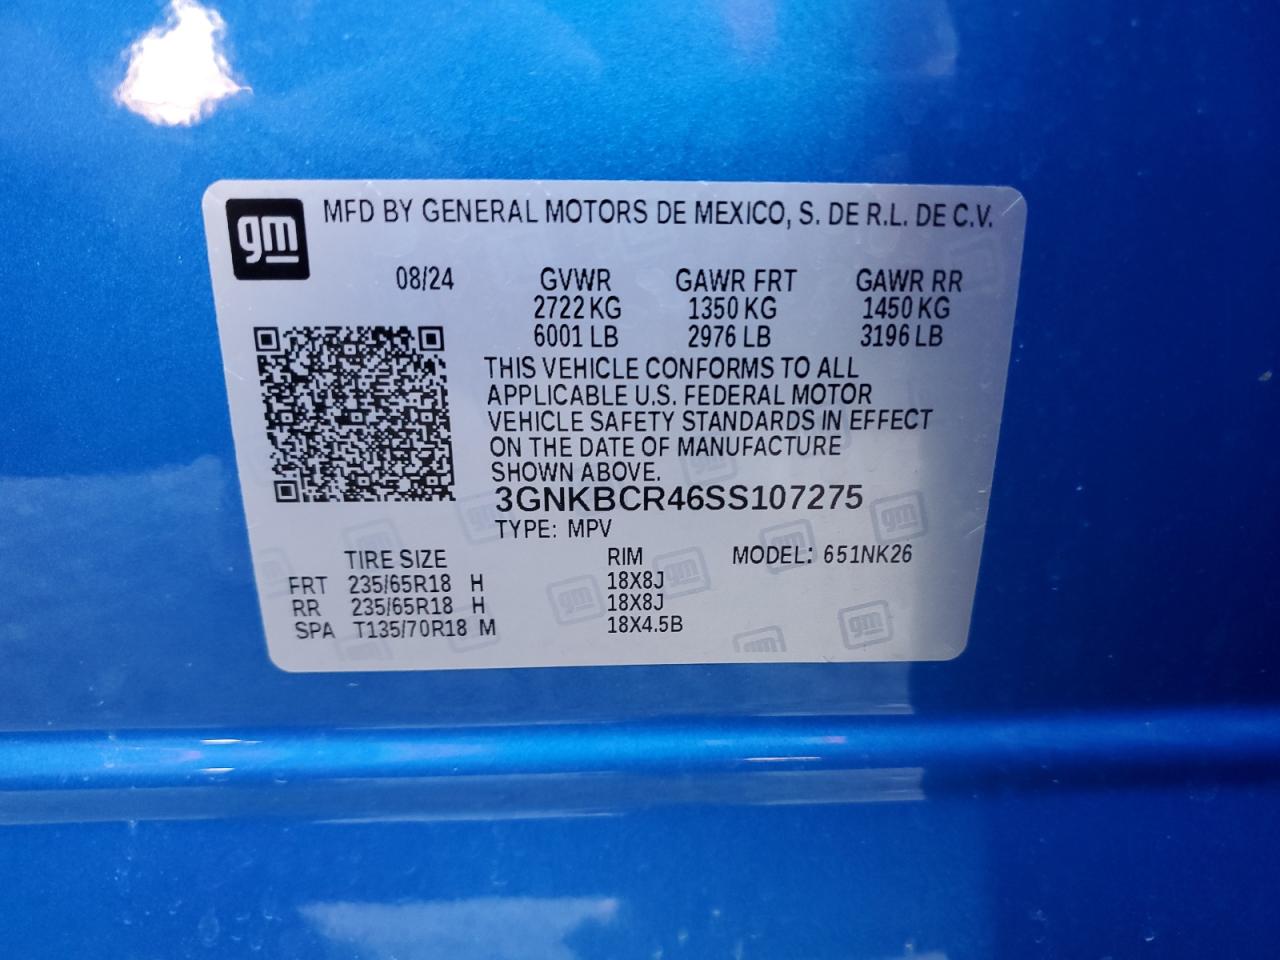 gm MFD BY GENERAL MOTORS DE MEXICO, S. DE R.L. DE C.V.
08/24 GVWR GAWR FRT GAWR RR
2722 KG 1350 KG 1450 KG
6001 LB 2976 LB 3196 LB
THIS VEHICLE CONFORMS TO ALL
APPLICABLE U.S. FEDERAL MOTOR
VEHICLE SAFETY STANDARDS IN EFFECT
ON THE DATE OF MANUFACTURE
SHOWN ABOVE.
3GNKBCR46SS107275
TYPE: MPV
TIRE SIZE RIM MODEL: 651NK26
FRT 235/65R18 H 18X8J
RR 235/65R18 H 18X8J
SPA T135/70R18 M 18X4.5B